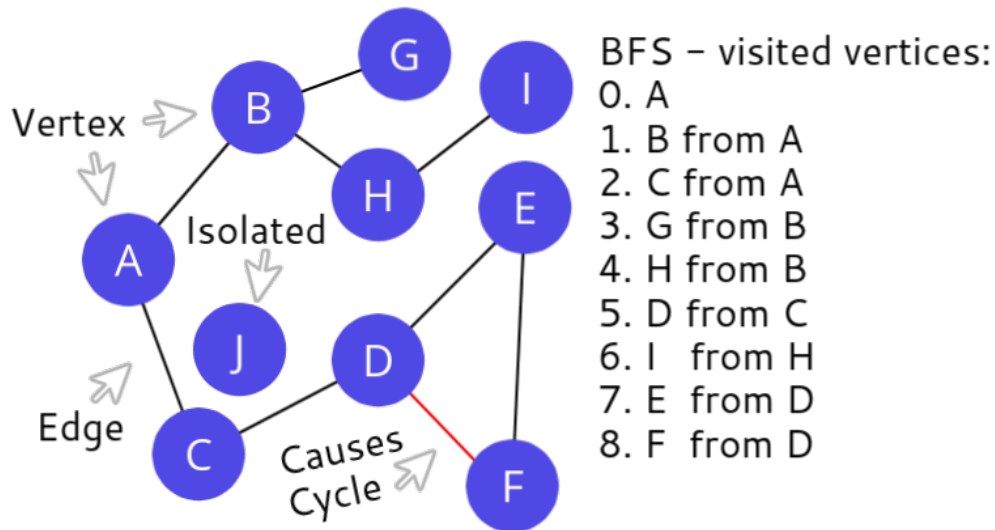 G
I
B
Vertex
H
E
Isolated
A
J
D
Edge
C
Causes
Cycle
F
BFS - visited vertices:
0. A
1. B from A
2. C from A
3. G from B
4. H from B
5. D from C
6. I from H
7. E from D
8. F from D